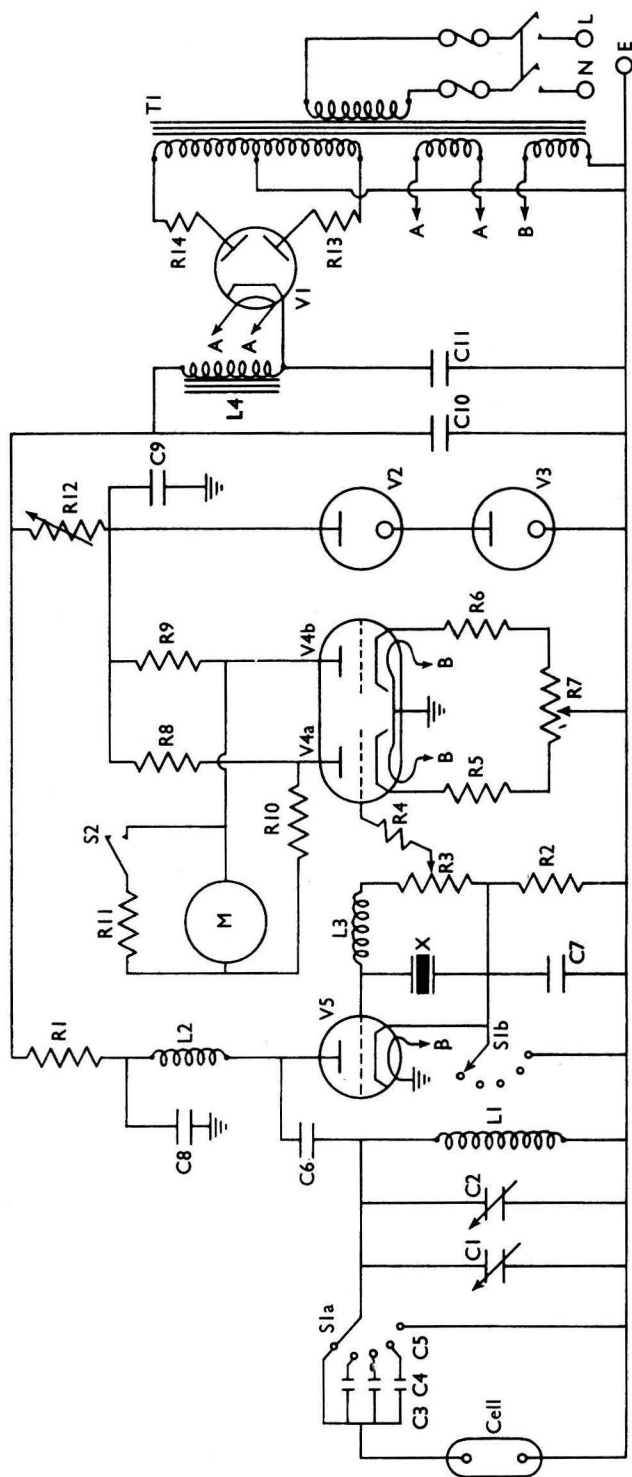 T1
R14
R13
V1
A
A
L4
L
N
E
A
A
B
C11
C10
C9
R12
V2
V3
R9
R8
V4b
V4a
B
B
R6
R7
R5
R4
R10
S2
R11
M
R3
R2
L3
X
C7
R1
L2
C8
V5
B
S1b
C6
L1
C2
C1
S1a
C5
C4
C3
Cell